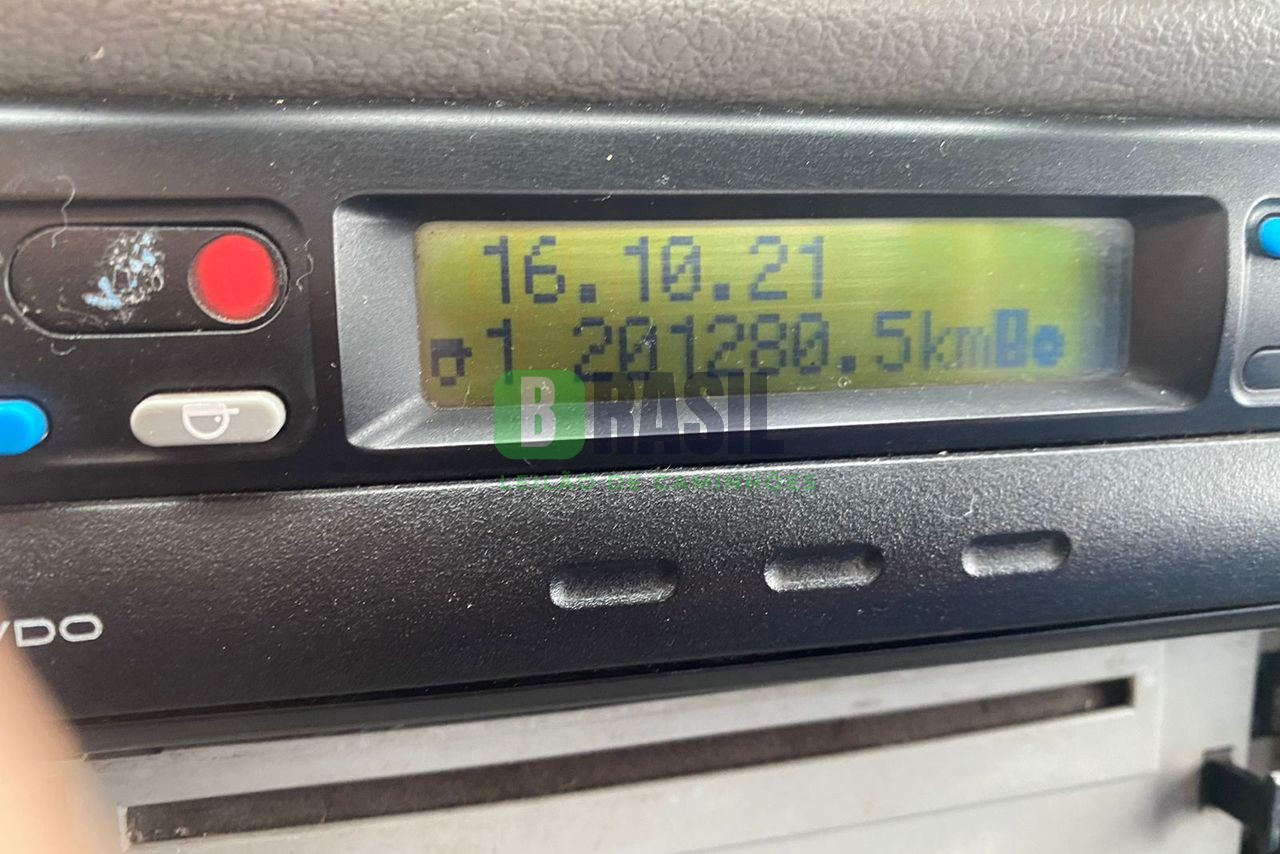 16.10.21
1 201280.5km
BRASIL
LEILÃO DE CAMINHÕES
VDO